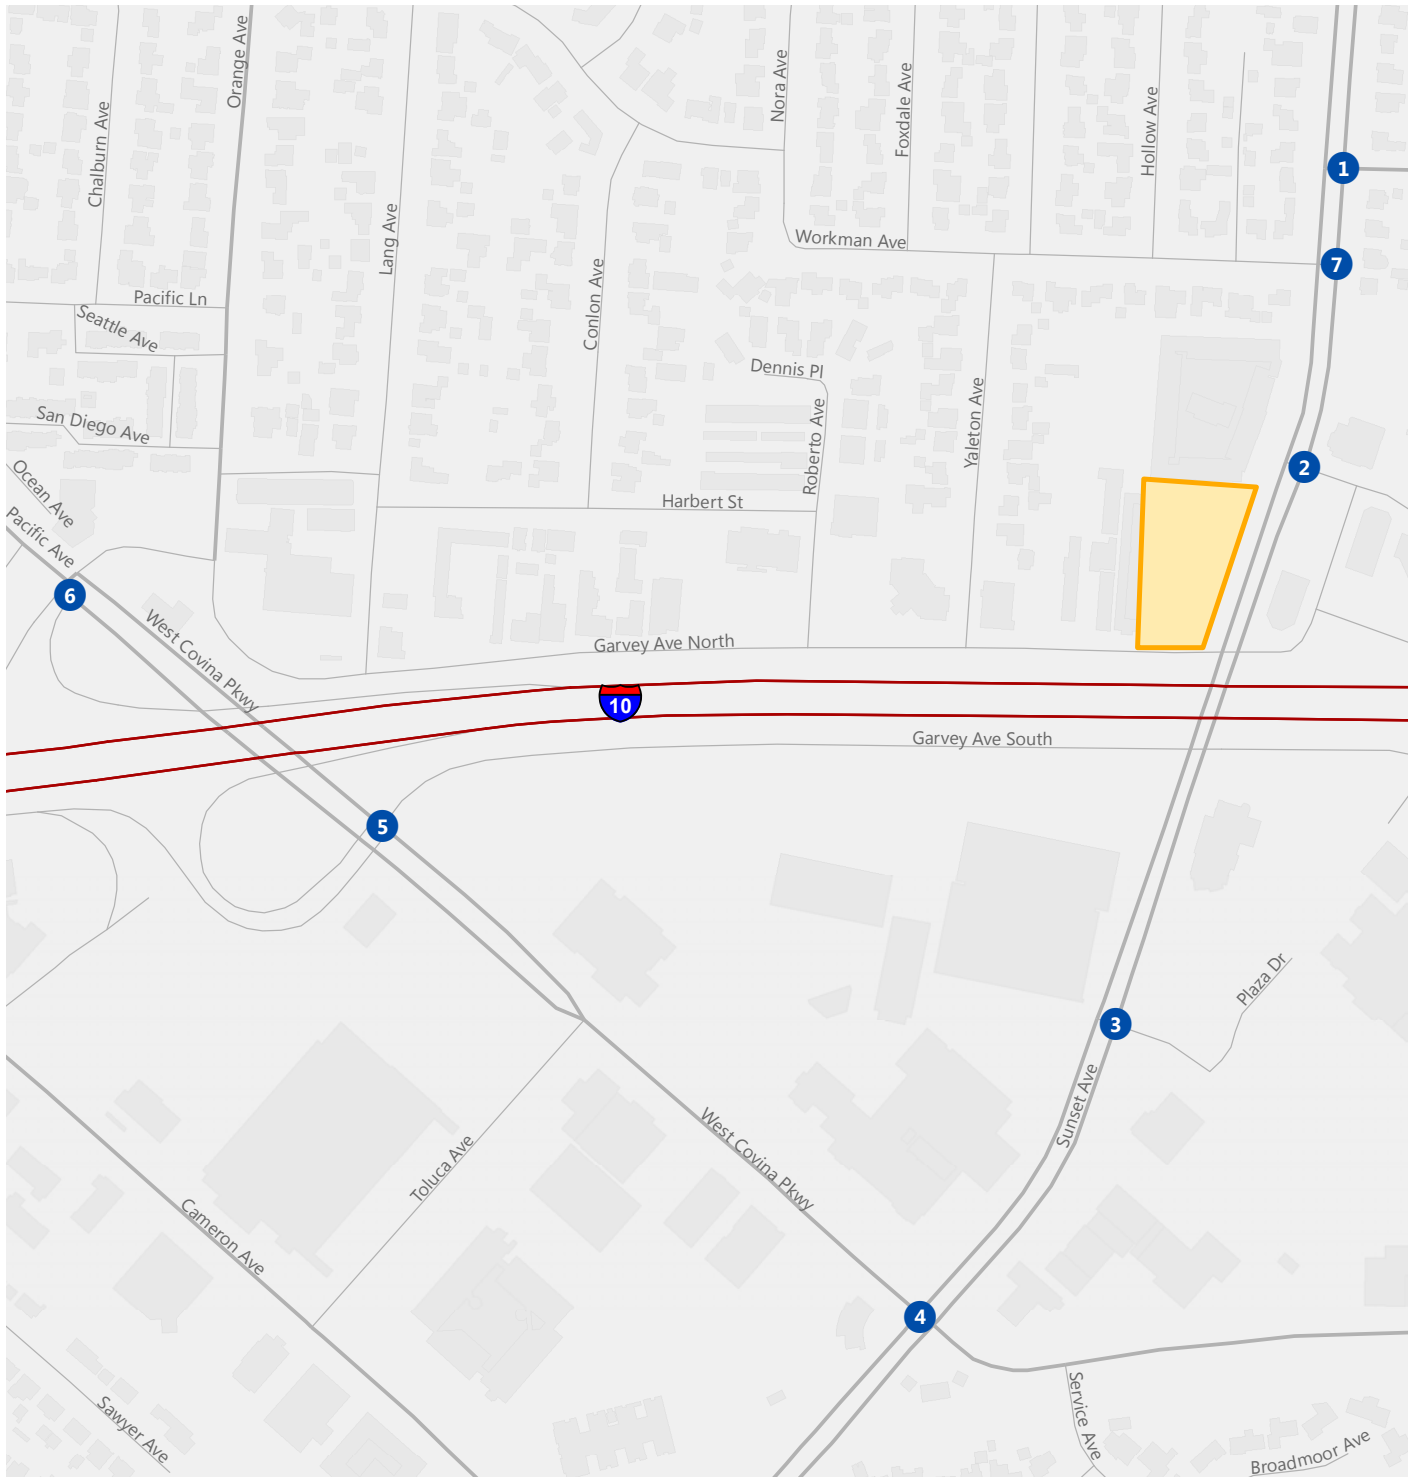 Orange Ave
Chalburn Ave
Nora Ave
Foxdale Ave
Hollow Ave
1
Lang Ave
Workman Ave
7
Conlon Ave
Pacific Ln
Seattle Ave
Dennis Pl
Yaleton Ave
Roberto Ave
San Diego Ave
2
Ocean Ave
Harbert St
Pacific Ave
6
West Covina Pkwy
Garvey Ave North
10
Garvey Ave South
5
Plaza Dr
3
Sunset Ave
West Covina Pkwy
Toluca Ave
Cameron Ave
4
Service Ave
Sawyer Ave
Broadmoor Ave